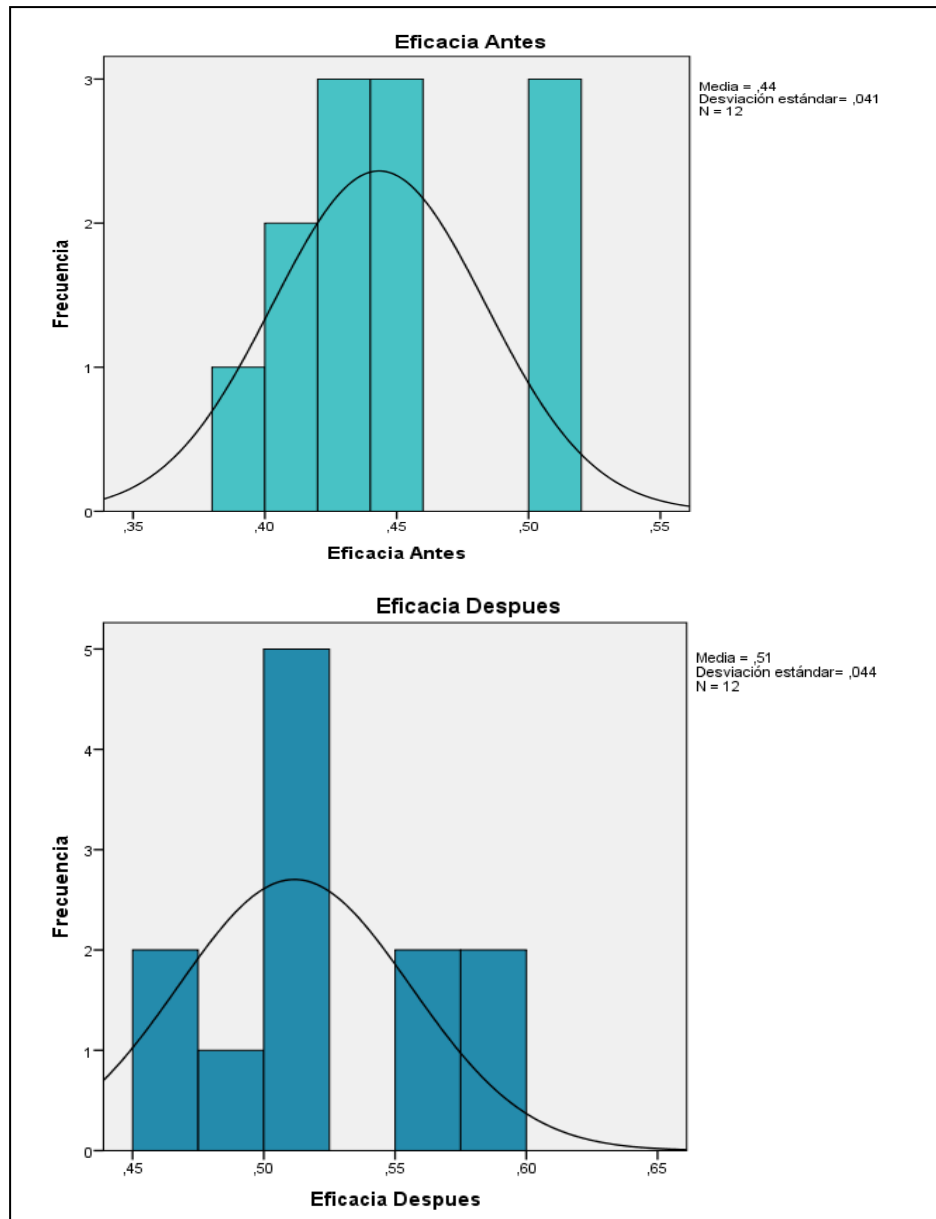 Eficacia Antes
Media = ,44
Desviación estándar= ,041
N = 12
Frecuencia
3
2
1
0
,35 ,40 ,45 ,50 ,55
Eficacia Antes
Eficacia Despues
Media = ,51
Desviación estándar= ,044
N = 12
Frecuencia
5
4
3
2
1
0
,45 ,50 ,55 ,60 ,65
Eficacia Despues